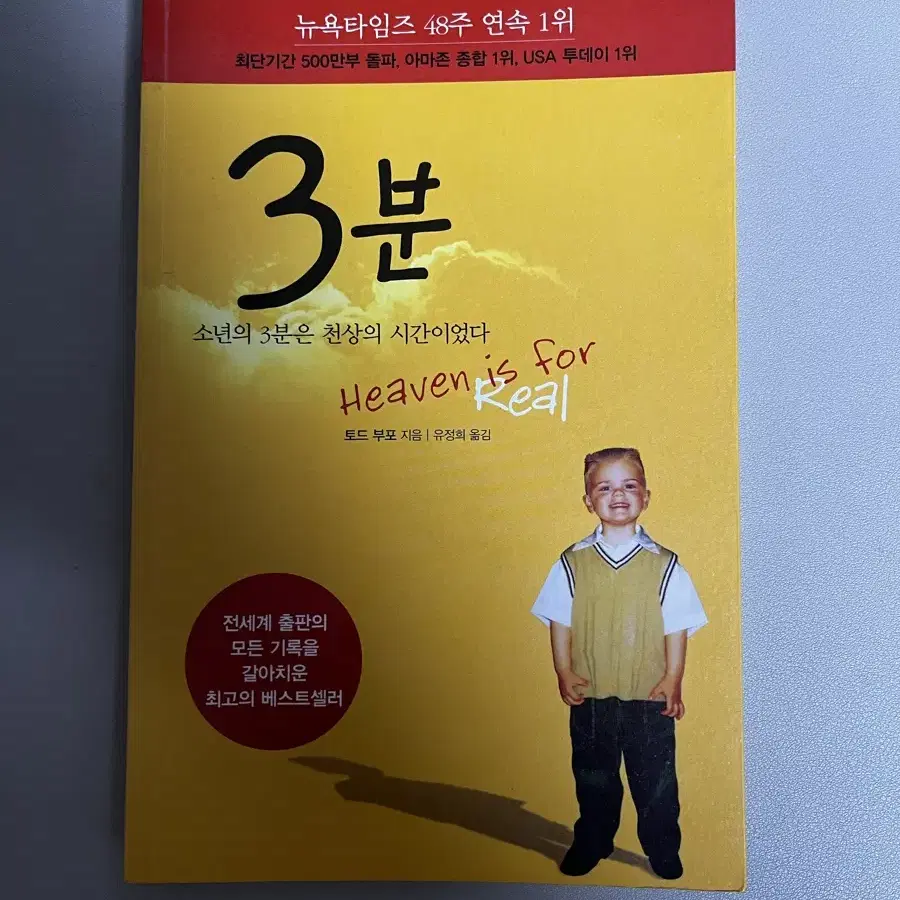 뉴욕타임즈 48주 연속 1위
최단기간 500만부 돌파, 아마존 종합 1위, USA 투데이 1위
3분
소년의 3분은 천상의 시간이었다
Heaven is for
Real
토드 부포 지음 | 유정희 옮김
전세계 출판의
모든 기록을
갈아치운
최고의 베스트셀러